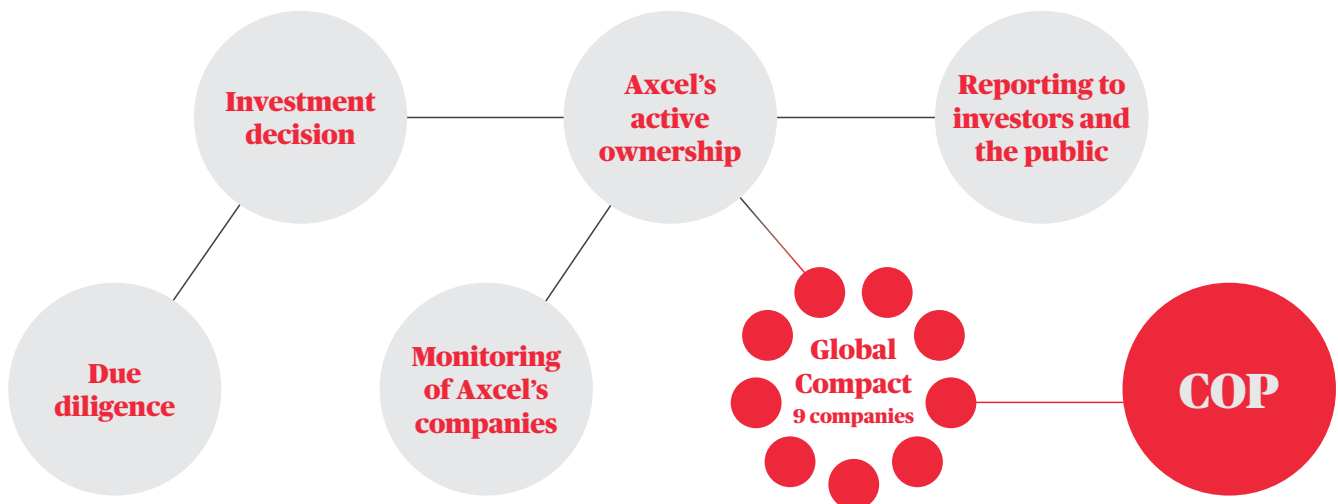 Investment
decision
Axcel’s
active
ownership
Reporting to
investors and
the public
Due
diligence
Monitoring
of Axcel’s
companies
Global
Compact
9 companies
COP